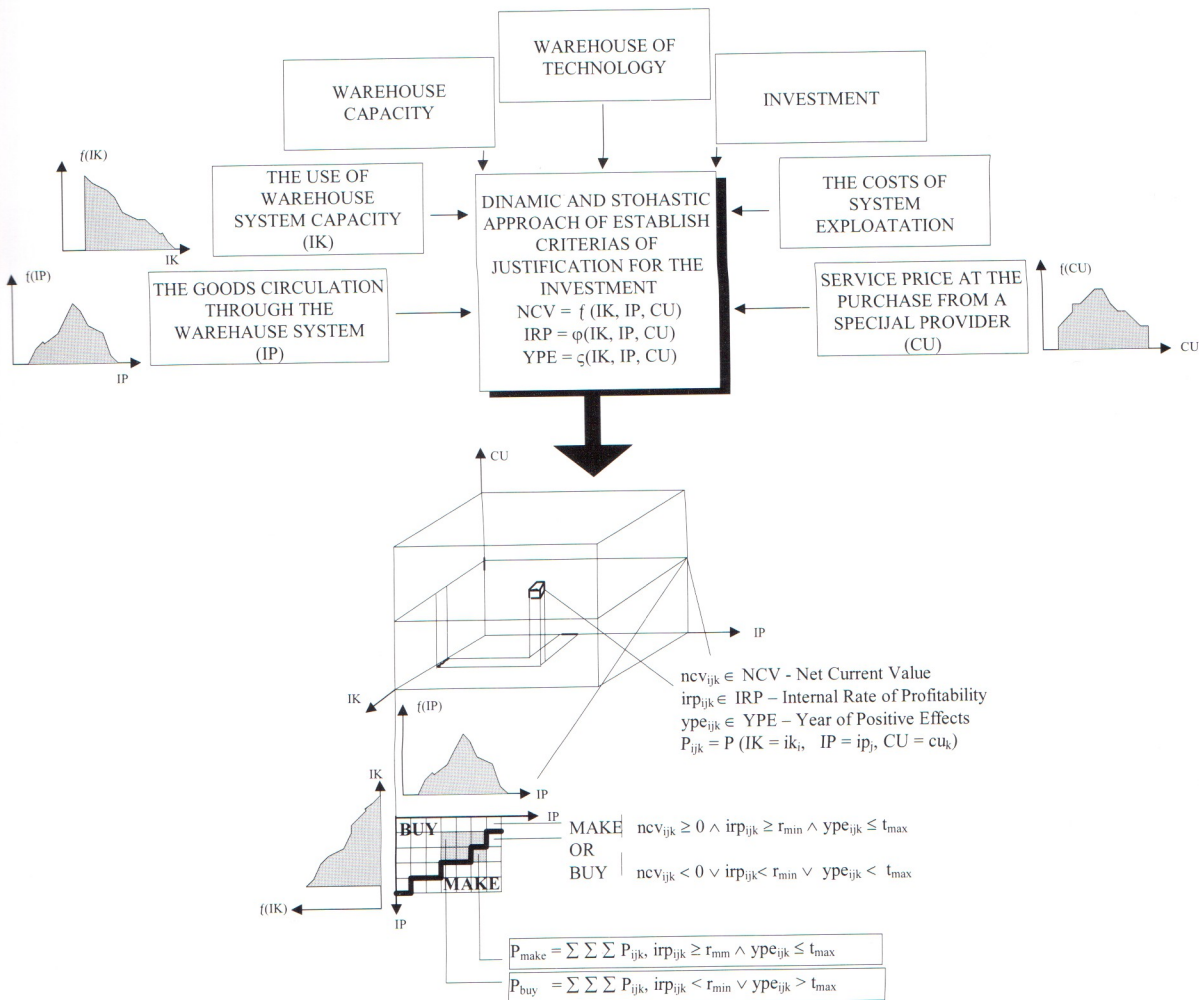 WAREHOUSE OF
TECHNOLOGY
WAREHOUSE
CAPACITY
INVESTMENT
f(IK)
IK
THE USE OF
WAREHOUSE
SYSTEM CAPACITY
(IK)
DINAMIC AND STOHASTIC
APPROACH OF ESTABLISH
CRITERIAS OF
JUSTIFICATION FOR THE
INVESTMENT
NCV = f (IK, IP, CU)
IRP = φ(IK, IP, CU)
YPE = ς(IK, IP, CU)
THE COSTS OF
SYSTEM
EXPLOATATION
f(IP)
IP
THE GOODS CIRCULATION
THROUGH THE
WAREHAUSE SYSTEM
(IP)
SERVICE PRICE AT THE
PURCHASE FROM A
SPECIJAL PROVIDER
(CU)
f(CU)
CU
CU
IP
IK
ncvijk ∈ NCV - Net Current Value
irpijk ∈ IRP – Internal Rate of Profitability
ypeijk ∈ YPE – Year of Positive Effects
Pijk = P (IK = iki, IP = ipj, CU = cuk)
f(IP)
IP
IK
f(IK)
IP
BUY
MAKE
IP
MAKE ncvijk ≥ 0 ∧ irpijk ≥ rmin ∧ ypeijk ≤ tmax
OR
BUY ncvijk < 0 ∨ irpijk < rmin ∨ ypeijk < tmax
Pmake = ∑ ∑ ∑ Pijk, irpijk ≥ rmm ∧ ypeijk ≤ tmax
Pbuy = ∑ ∑ ∑ Pijk, irpijk < rmin ∨ ypeijk > tmax